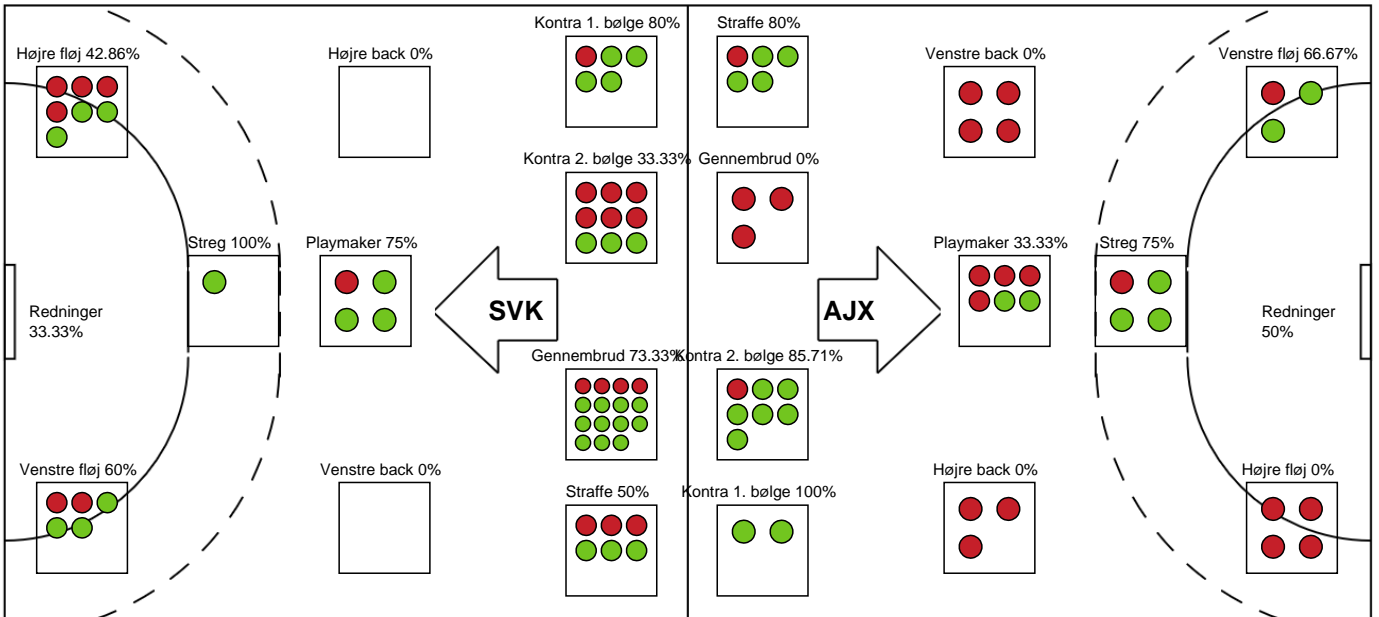 Kontra 1. bølge 80%
Straffe 80%
Højre fløj 42.86%
Højre back 0%
Venstre back 0%
Venstre fløj 66.67%
Kontra 2. bølge 33.33%
Gennembrud 0%
Streg 100%
Playmaker 75%
Playmaker 33.33%
Streg 75%
Redninger
33.33%
SVK
AJX
Redninger
50%
Gennembrud 73.33%
Kontra 2. bølge 85.71%
Venstre fløj 60%
Venstre back 0%
Højre back 0%
Højre fløj 0%
Straffe 50%
Kontra 1. bølge 100%